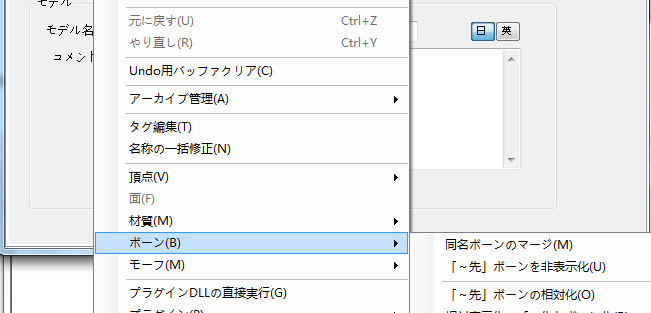 モデル
元に戻す(U) Ctrl+Z
モデル名
日 英
やり直し(R) Ctrl+Y
コメント
Undo用バッファクリア(C)
アーカイブ管理(A)
タグ編集(T)
名称の一括修正(N)
頂点(V)
面(F)
材質(M)
ボーン(B)
同名ボーンのマージ(M)
モーフ(M)
「~先」ボーンを非表示化(U)
プラグインDLLの直接実行(G)
「~先」ボーンの相対化(O)